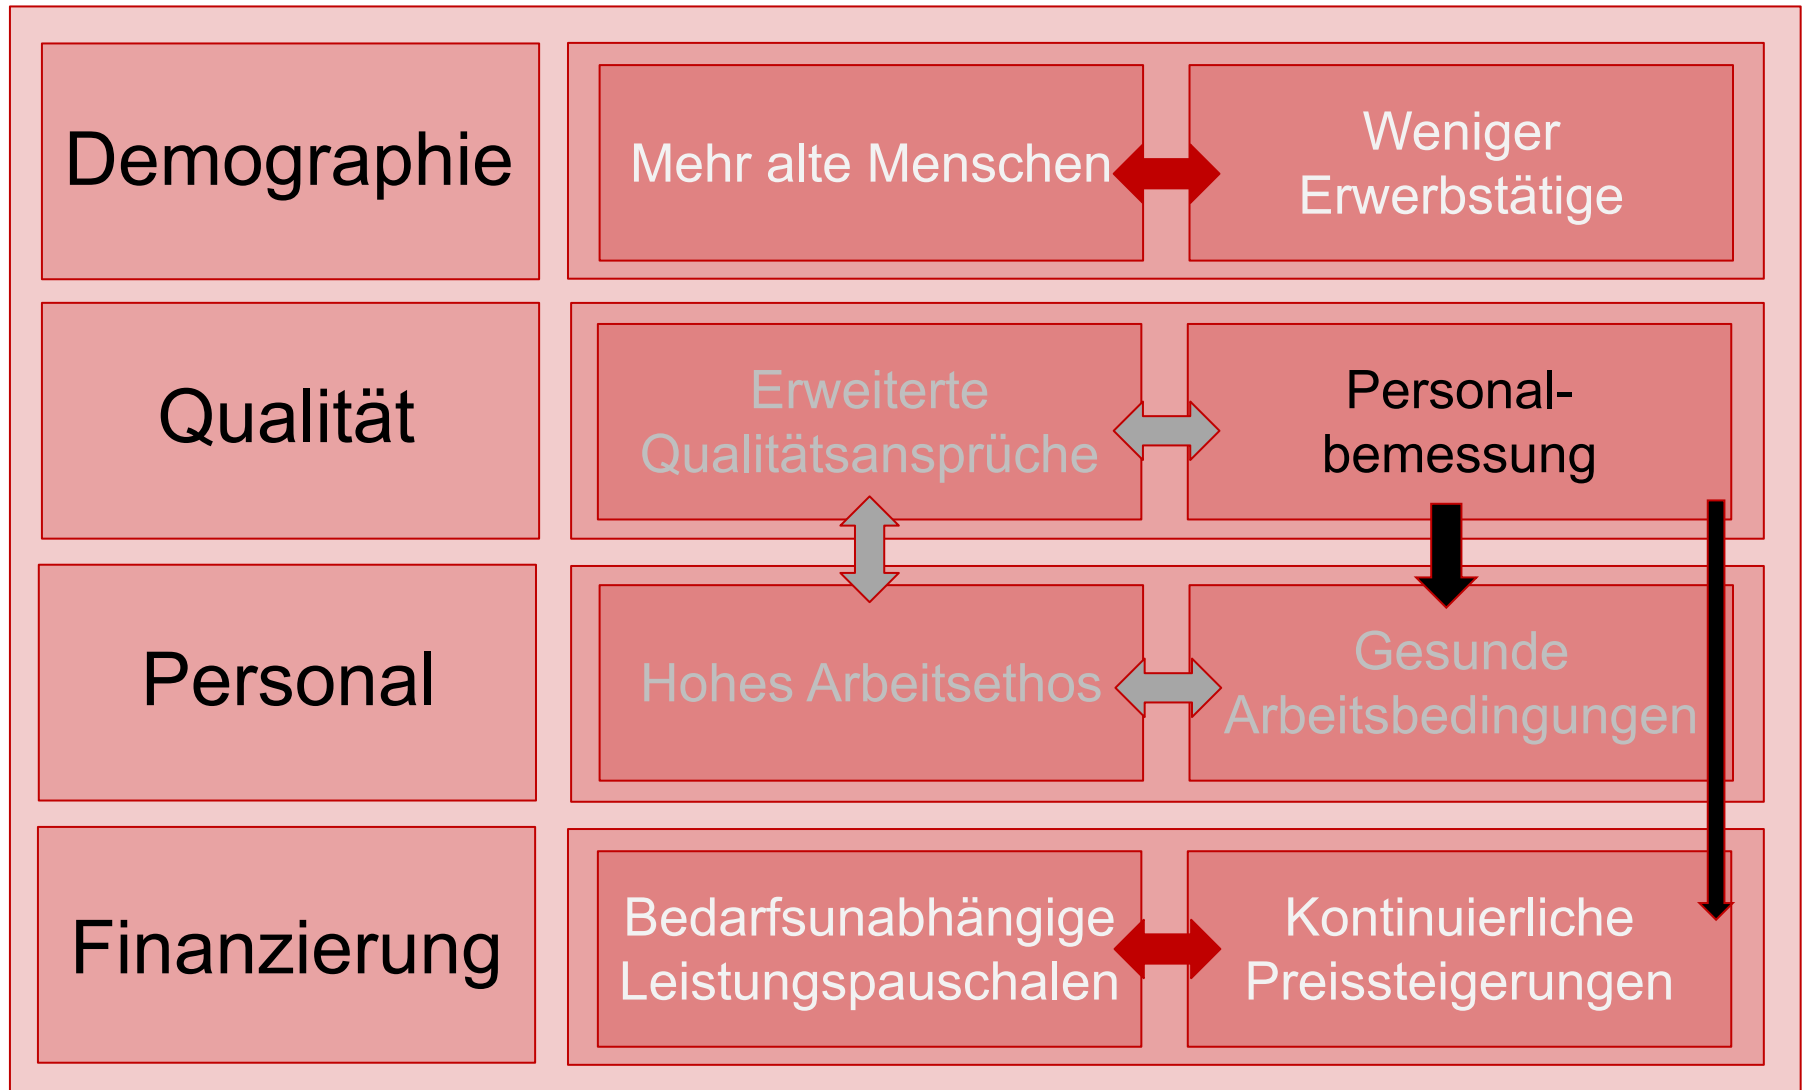 Demographie
Mehr alte Menschen
Weniger
Erwerbstätige
Qualität
Erweiterte
Qualitätsansprüche
Personal-
bemessung
Personal
Hohes Arbeitsethos
Gesunde
Arbeitsbedingungen
Finanzierung
Bedarfsunabhängige
Leistungspauschalen
Kontinuierliche
Preissteigerungen